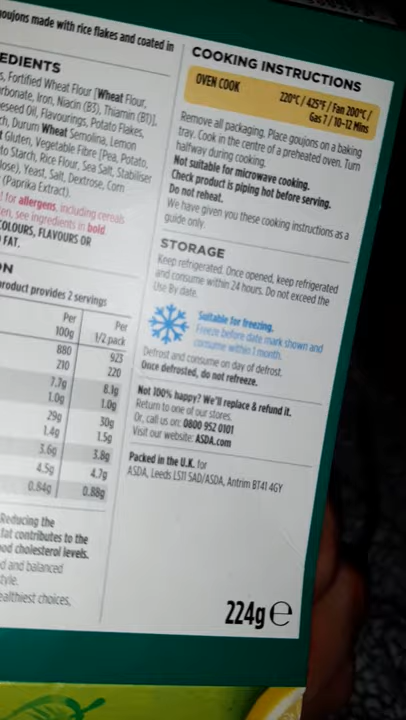 goujons made with rice flakes and coated in
EDIENTS
Fortified Wheat Flour [Wheat Flour,
Iron, Niacin (B3), Thiamin (B1)],
Oil, Flavourings, Potato Flakes,
Durum Wheat Semolina, Lemon
Gluten, Vegetable Fibre [Pea, Potato,
Starch, Rice Flour, Sea Salt, Stabiliser
Yeast, Salt, Dextrose, Corn
(Paprika Extract).
for allergens, including cereals
see ingredients in bold
COLOURS, FLAVOURS OR
FAT.
ON
product provides 2 servings
Per 100g
Per 1/2 pack
880 923
210 220
7.7g 8.1g
1.0g 1.0g
29g 30g
1.4g 1.5g
3.6g 3.8g
4.5g 4.7g
0.84g 0.88g
Reducing the
fat contributes to the
cholesterol levels.
and balanced
style.
healthiest choices,
COOKING INSTRUCTIONS
OVEN COOK
220°C / 425°F / Fan 200°C /
Gas 7 / 10-12 Mins
Remove all packaging. Place goujons on a baking
tray. Cook in the centre of a preheated oven. Turn
halfway during cooking.
Not suitable for microwave cooking.
Check product is piping hot before serving.
Do not reheat.
We have given you these cooking instructions as a
guide only.
STORAGE
Keep refrigerated. Once opened, keep refrigerated
and consume within 24 hours. Do not exceed the
Use By date.
Suitable for freezing.
Freeze before date mark shown and
consume within 1 month.
Defrost and consume on day of defrost.
Once defrosted, do not refreeze.
Not 100% happy? We'll replace & refund it.
Return to one of our stores.
Or, call us on: 0800 952 0101
Visit our website: ASDA.com
Packed in the U.K. for
ASDA, Leeds LS11 5AD/ASDA, Antrim BT41 4GY
224g ℮